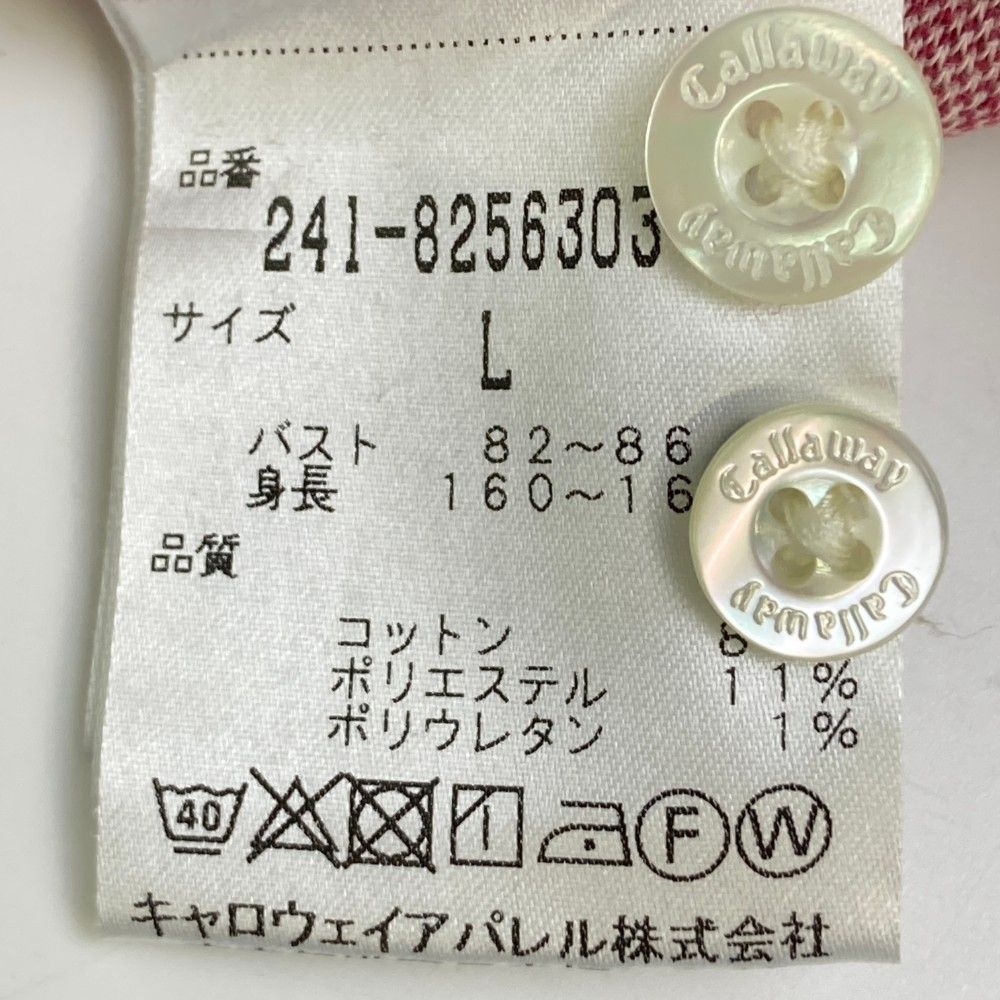 品番
241-8256303
サイズ
L
バスト 82～86
身長 160～16
品質
コットン
ポリエステル 11%
ポリウレタン 1%
40
F
W
キャロウェイアパレル株式会社
Callaway
Callaway
Callaway
Callaway